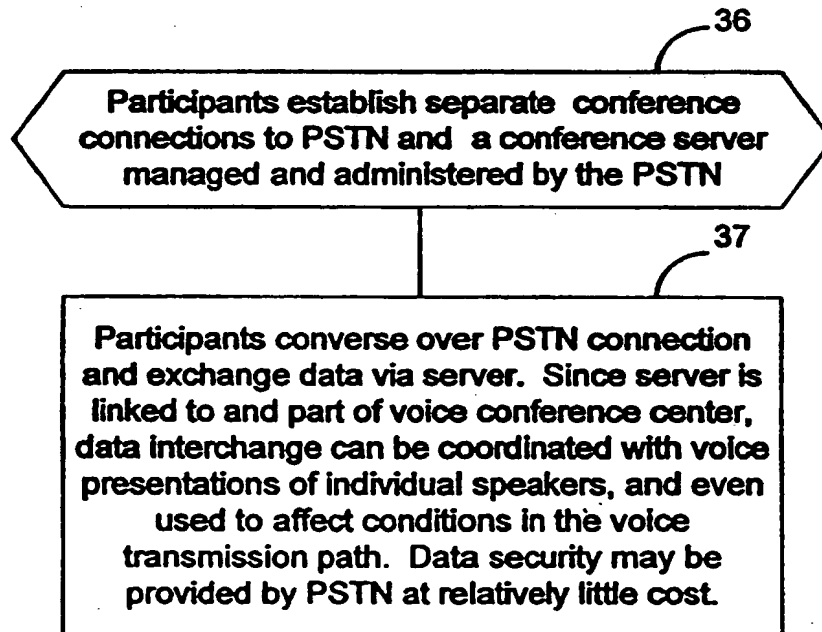 36
Participants establish separate conference
connections to PSTN and a conference server
managed and administered by the PSTN
37
Participants converse over PSTN connection
and exchange data via server. Since server is
linked to and part of voice conference center,
data interchange can be coordinated with voice
presentations of individual speakers, and even
used to affect conditions in the voice
transmission path. Data security may be
provided by PSTN at relatively little cost.